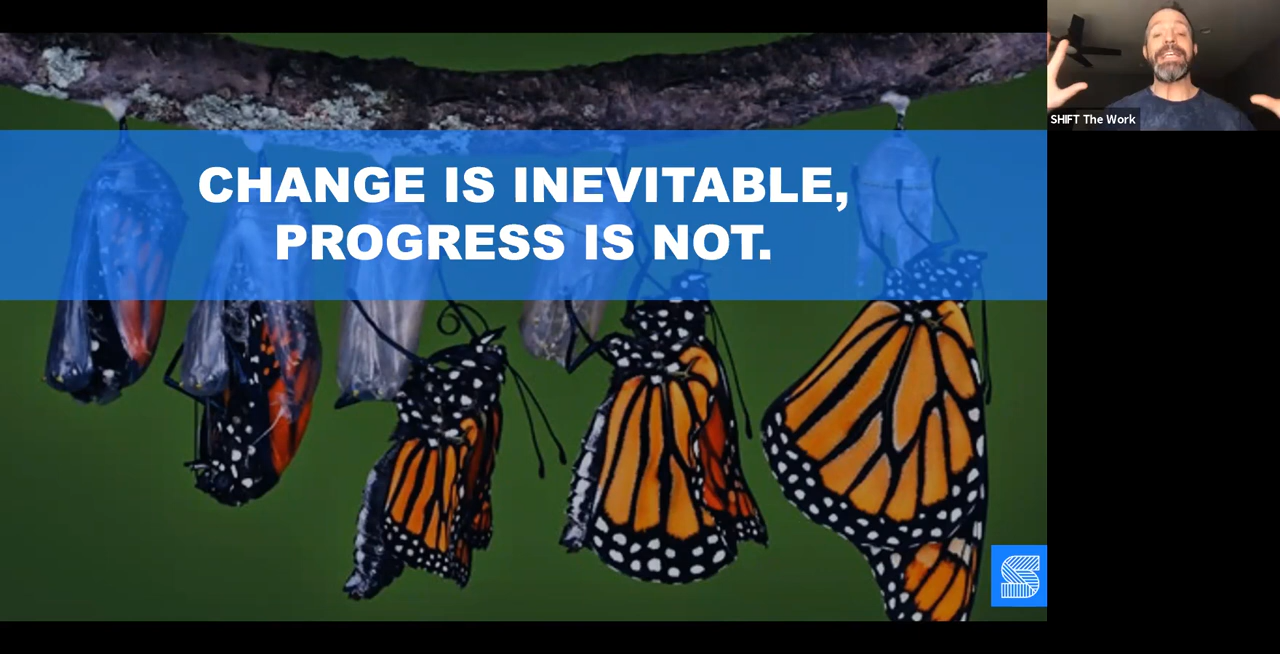 CHANGE IS INEVITABLE,
PROGRESS IS NOT.
SHIFT The Work